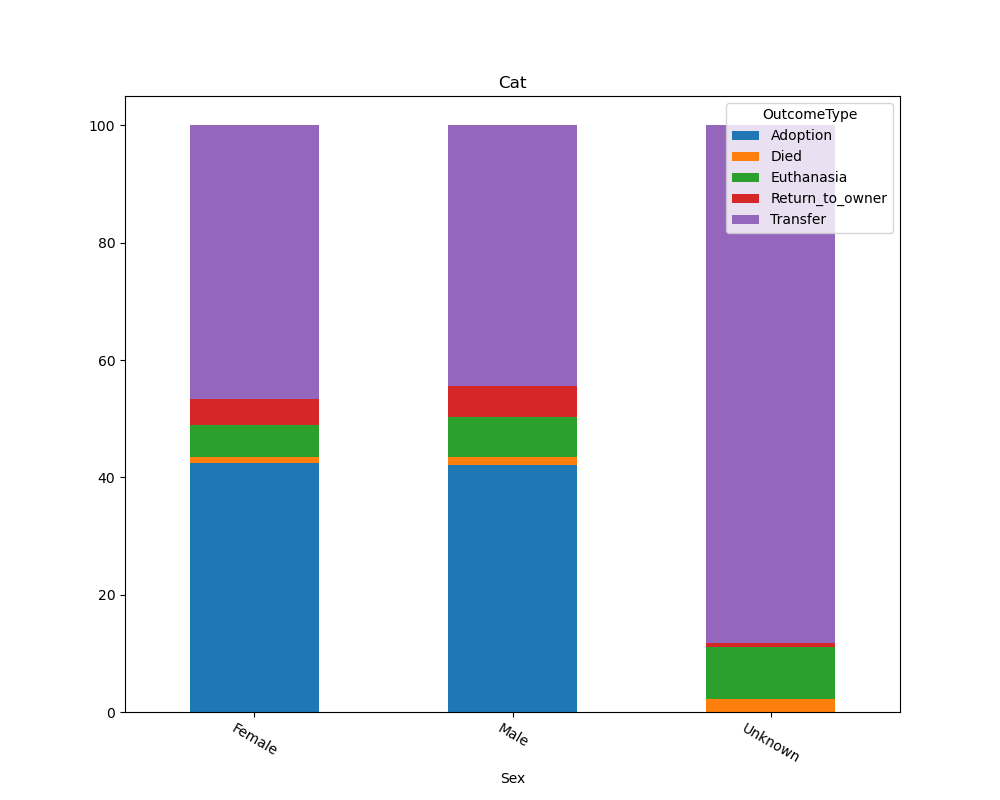 Cat
OutcomeType
Adoption
Died
Euthanasia
Return_to_owner
Transfer
100
80
60
40
20
0
Female
Male
Unknown
Sex